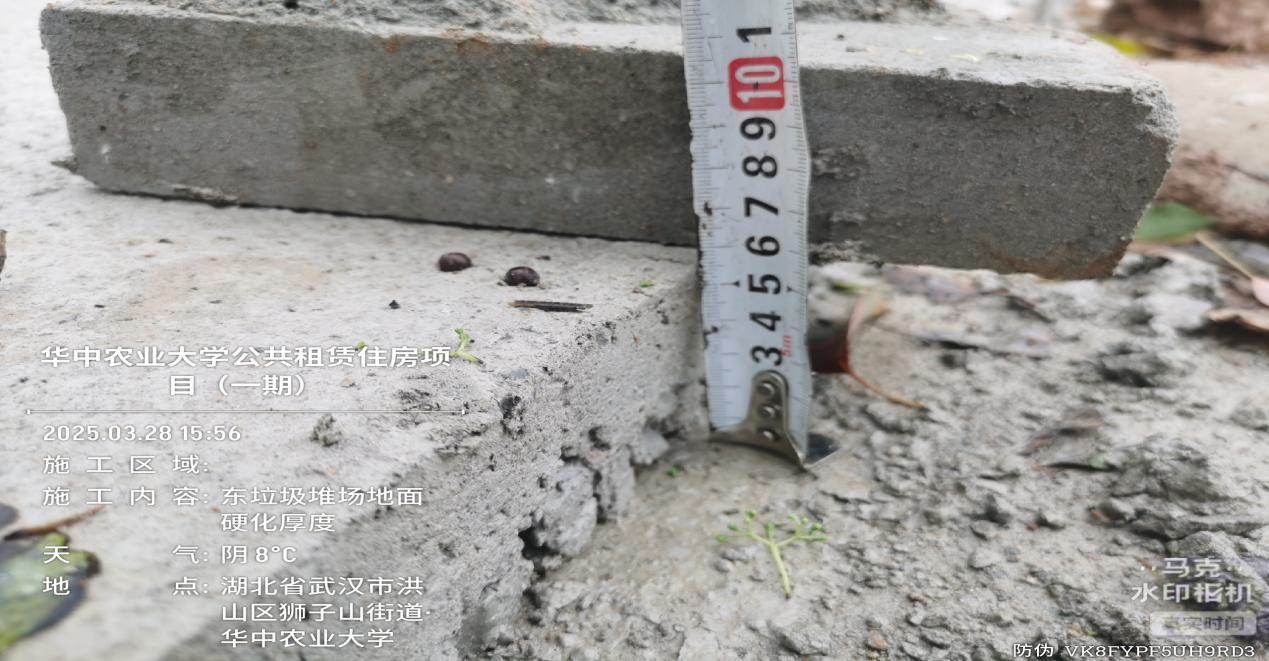 1
10
9
8
7
6
5
4
3
5m
华中农业大学公共租赁住房项
目（一期）
2025.03.28 15:56
施工区域:
施工内容: 东垃圾堆场地面
硬化厚度
天气: 阴 8°C
地点: 湖北省武汉市洪
山区狮子山街道·
华中农业大学
马克
水印相机
真实时间
防伪 VK8FYPF5UH9RD3